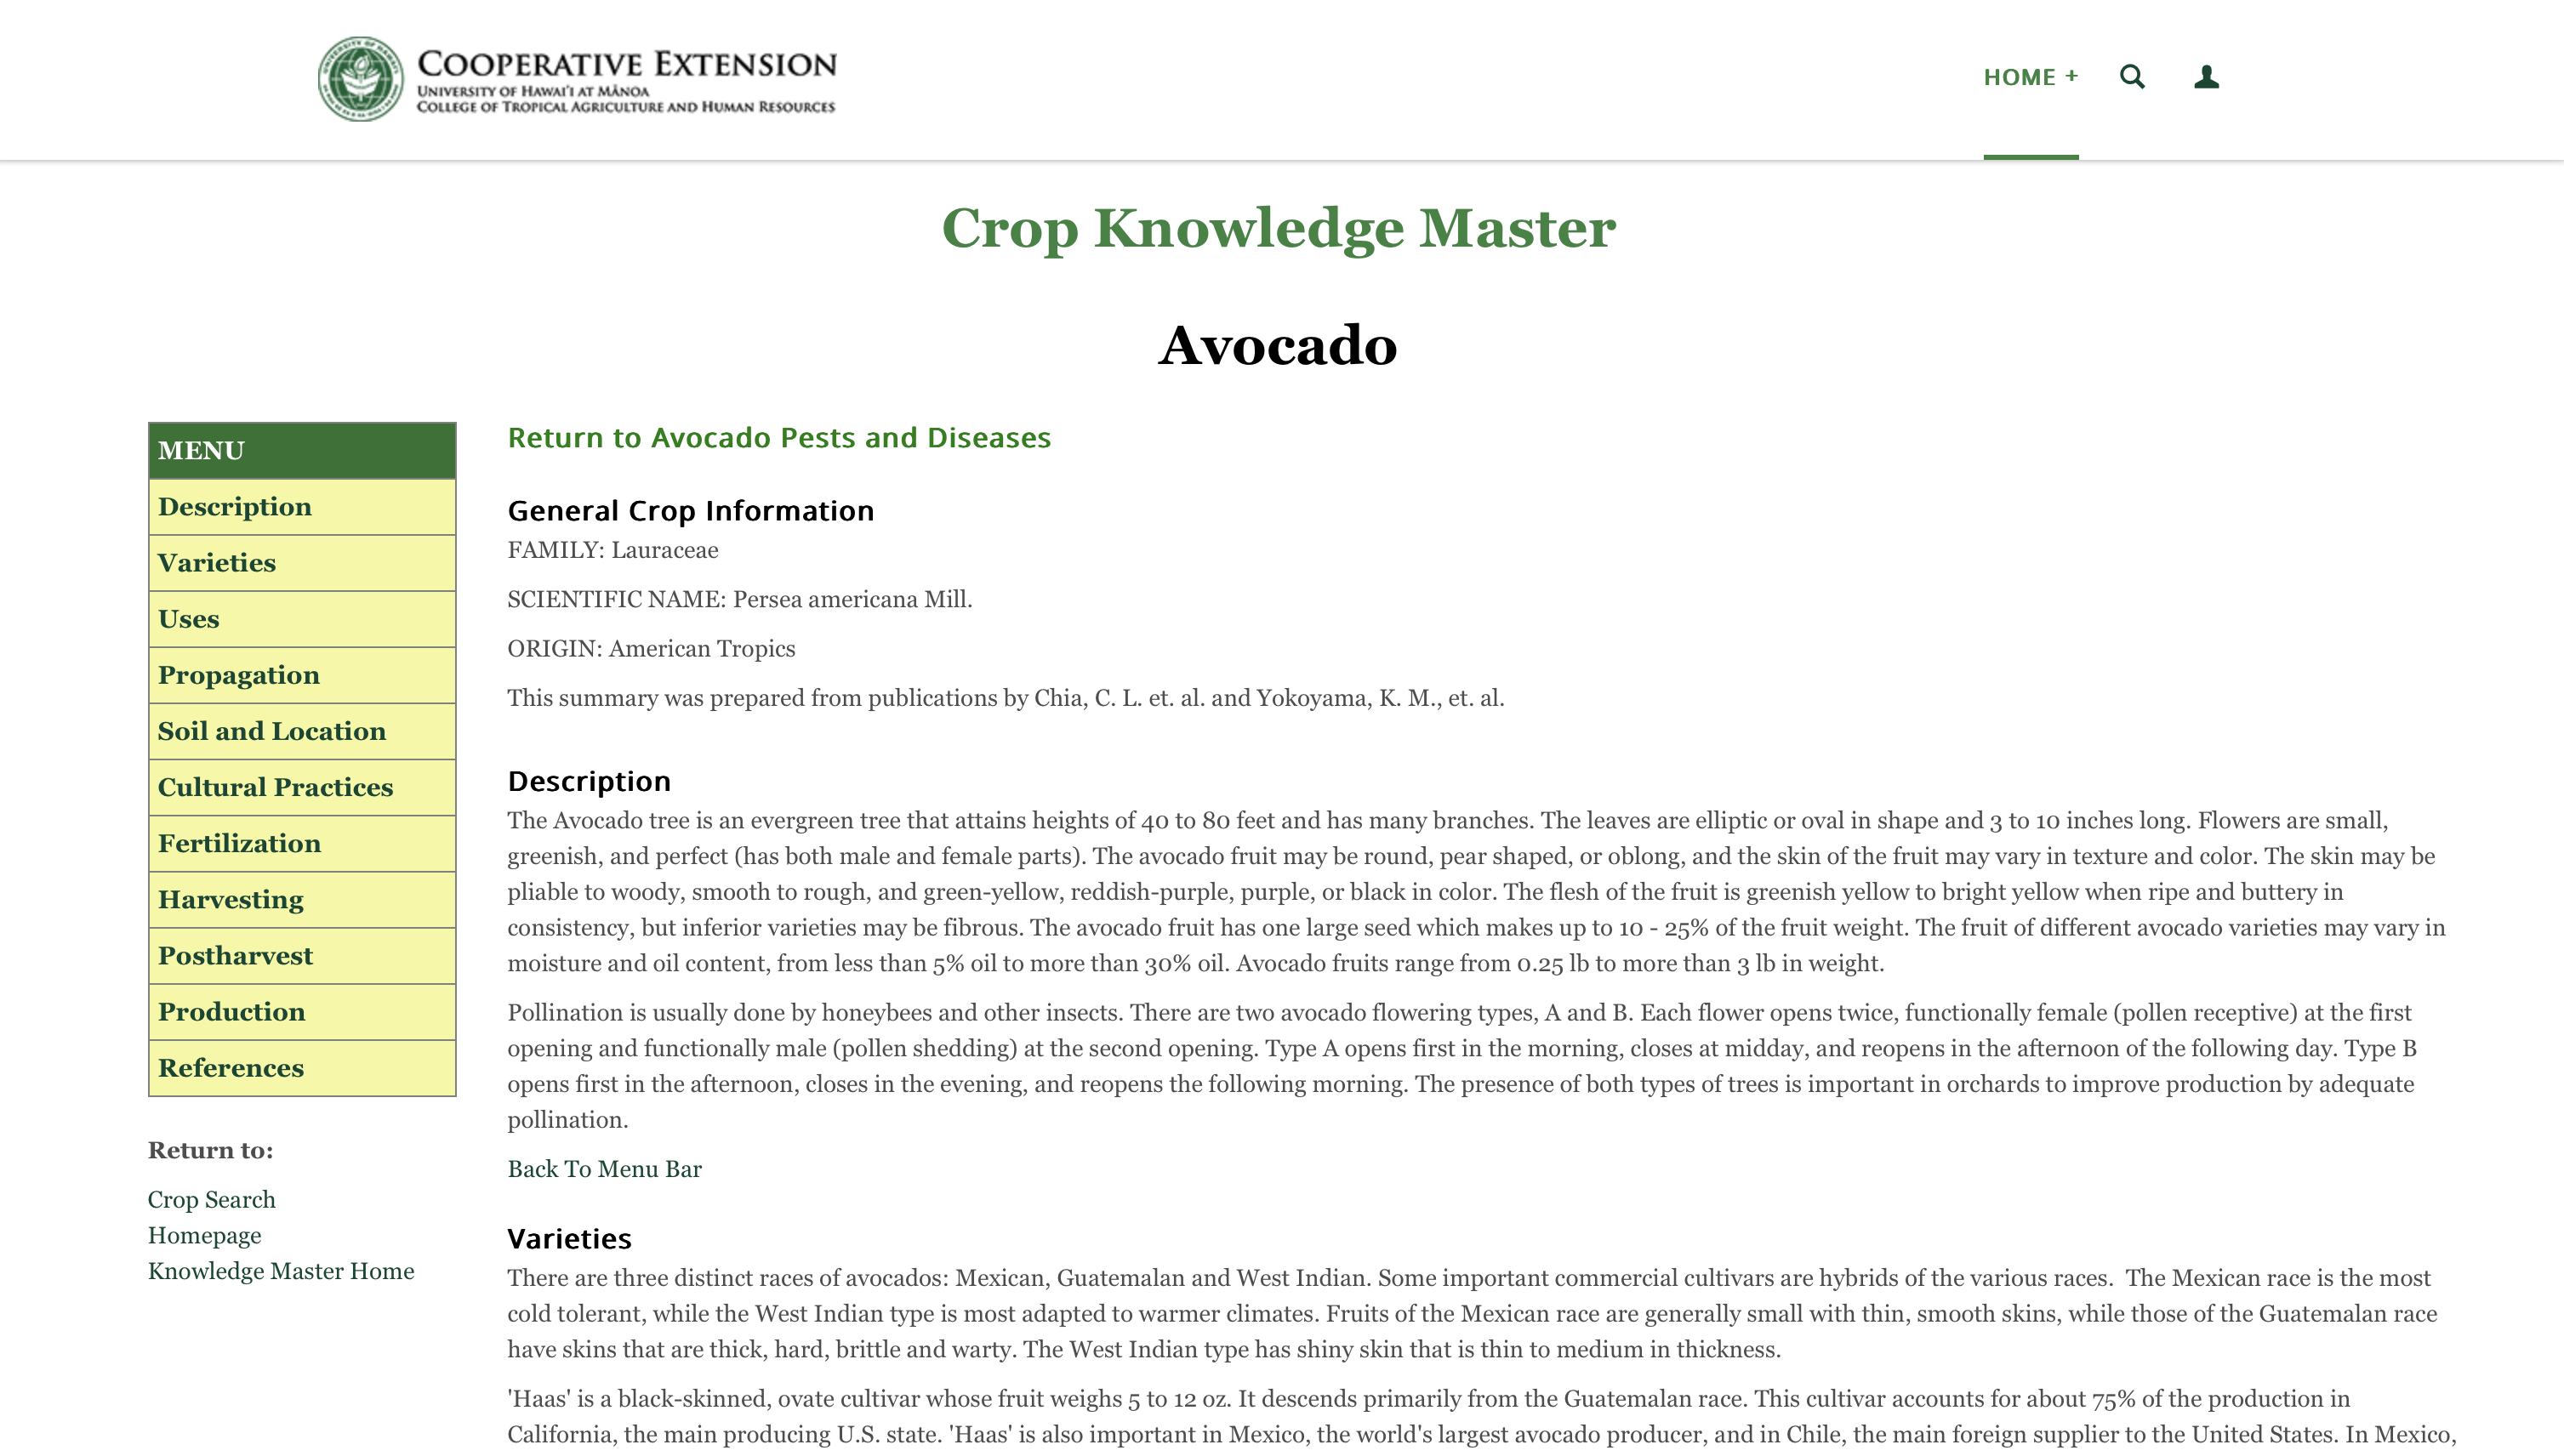 COOPERATIVE EXTENSION
UNIVERSITY OF HAWAI'I AT MĀNOA
COLLEGE OF TROPICAL AGRICULTURE AND HUMAN RESOURCES
HOME +
Crop Knowledge Master
Avocado
MENU
Description
Varieties
Uses
Propagation
Soil and Location
Cultural Practices
Fertilization
Harvesting
Postharvest
Production
References
Return to:
Crop Search
Homepage
Knowledge Master Home
Return to Avocado Pests and Diseases
General Crop Information
FAMILY: Lauraceae
SCIENTIFIC NAME: Persea americana Mill.
ORIGIN: American Tropics
This summary was prepared from publications by Chia, C. L. et. al. and Yokoyama, K. M., et. al.
Description
The Avocado tree is an evergreen tree that attains heights of 40 to 80 feet and has many branches. The leaves are elliptic or oval in shape and 3 to 10 inches long. Flowers are small,
greenish, and perfect (has both male and female parts). The avocado fruit may be round, pear shaped, or oblong, and the skin of the fruit may vary in texture and color. The skin may be
pliable to woody, smooth to rough, and green-yellow, reddish-purple, purple, or black in color. The flesh of the fruit is greenish yellow to bright yellow when ripe and buttery in
consistency, but inferior varieties may be fibrous. The avocado fruit has one large seed which makes up to 10 - 25% of the fruit weight. The fruit of different avocado varieties may vary in
moisture and oil content, from less than 5% oil to more than 30% oil. Avocado fruits range from 0.25 lb to more than 3 lb in weight.
Pollination is usually done by honeybees and other insects. There are two avocado flowering types, A and B. Each flower opens twice, functionally female (pollen receptive) at the first
opening and functionally male (pollen shedding) at the second opening. Type A opens first in the morning, closes at midday, and reopens in the afternoon of the following day. Type B
opens first in the afternoon, closes in the evening, and reopens the following morning. The presence of both types of trees is important in orchards to improve production by adequate
pollination.
Back To Menu Bar
Varieties
There are three distinct races of avocados: Mexican, Guatemalan and West Indian. Some important commercial cultivars are hybrids of the various races. The Mexican race is the most
cold tolerant, while the West Indian type is most adapted to warmer climates. Fruits of the Mexican race are generally small with thin, smooth skins, while those of the Guatemalan race
have skins that are thick, hard, brittle and warty. The West Indian type has shiny skin that is thin to medium in thickness.
'Haas' is a black-skinned, ovate cultivar whose fruit weighs 5 to 12 oz. It descends primarily from the Guatemalan race. This cultivar accounts for about 75% of the production in
California, the main producing U.S. state. 'Haas' is also important in Mexico, the world's largest avocado producer, and in Chile, the main foreign supplier to the United States. In Mexico,